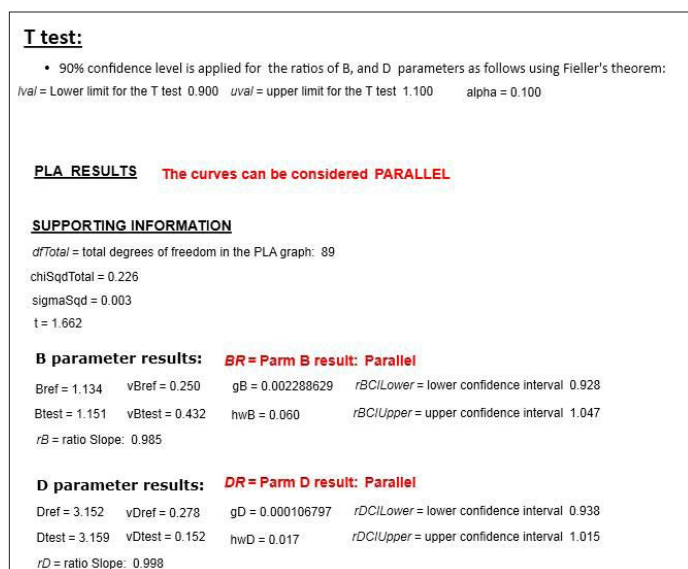 T test:
• 90% confidence level is applied for the ratios of B, and D parameters as follows using Fieller's theorem:
lval = Lower limit for the T test 0.900 uval = upper limit for the T test 1.100 alpha = 0.100
PLA RESULTS The curves can be considered PARALLEL
SUPPORTING INFORMATION
dfTotal = total degrees of freedom in the PLA graph: 89
chiSqdTotal = 0.226
sigmaSqd = 0.003
t = 1.662
B parameter results: BR = Parm B result: Parallel
Bref = 1.134 vBref = 0.250 gB = 0.002288629 rBCILower = lower confidence interval 0.928
Btest = 1.151 vBtest = 0.432 hwB = 0.060 rBCIUpper = upper confidence interval 1.047
rB = ratio Slope: 0.985
D parameter results: DR = Parm D result: Parallel
Dref = 3.152 vDref = 0.278 gD = 0.000106797 rDCILower = lower confidence interval 0.938
Dtest = 3.159 vDtest = 0.152 hwD = 0.017 rDCIUpper = upper confidence interval 1.015
rD = ratio Slope: 0.998